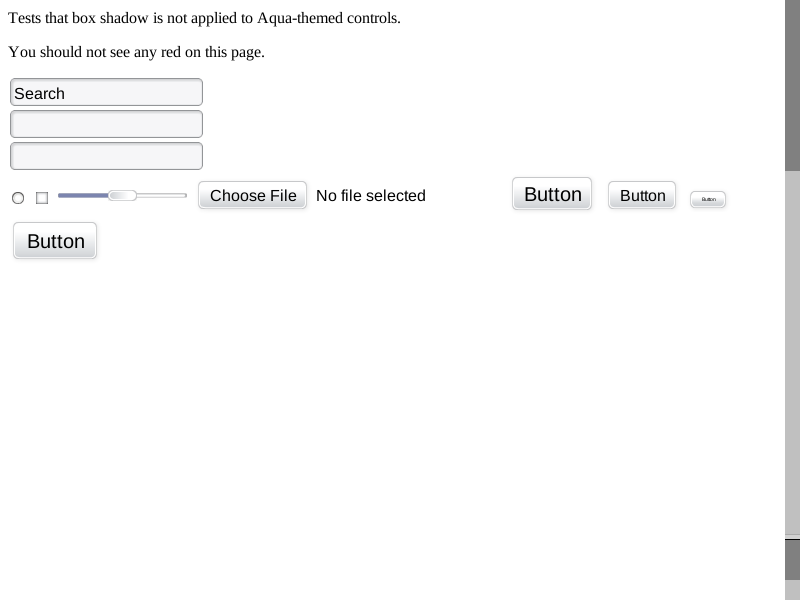 Tests that box shadow is not applied to Aqua-themed controls.
You should not see any red on this page.
Search
Choose File No file selected Button Button Button
Button